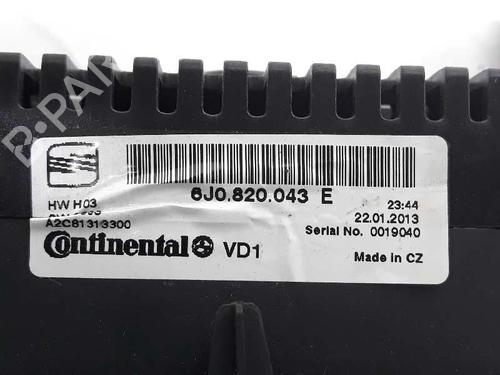 B-PARTS
6J0.820.043 E
HW H03
A2C81313300
Continental VD1
23:44
22.01.2013
Serial No. 0019040
Made in CZ